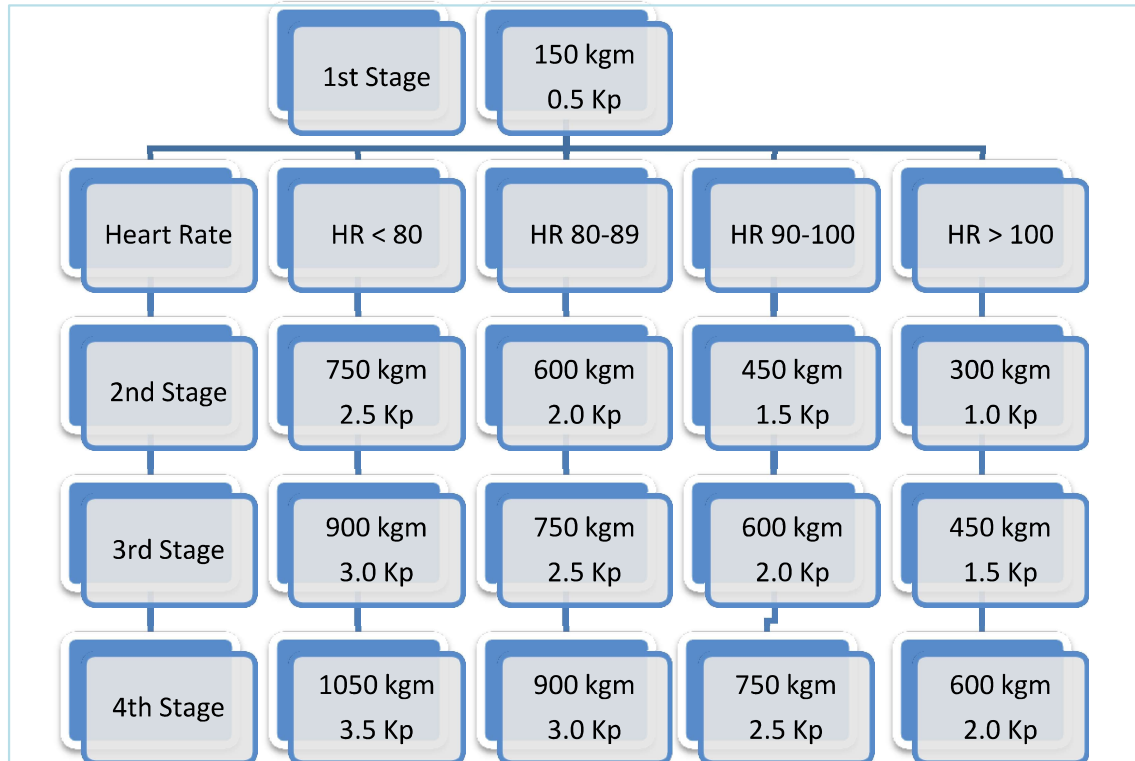 1st Stage
150 kgm
0.5 Kp
Heart Rate
HR < 80
HR 80-89
HR 90-100
HR > 100
2nd Stage
750 kgm
2.5 Kp
600 kgm
2.0 Kp
450 kgm
1.5 Kp
300 kgm
1.0 Kp
3rd Stage
900 kgm
3.0 Kp
750 kgm
2.5 Kp
600 kgm
2.0 Kp
450 kgm
1.5 Kp
4th Stage
1050 kgm
3.5 Kp
900 kgm
3.0 Kp
750 kgm
2.5 Kp
600 kgm
2.0 Kp